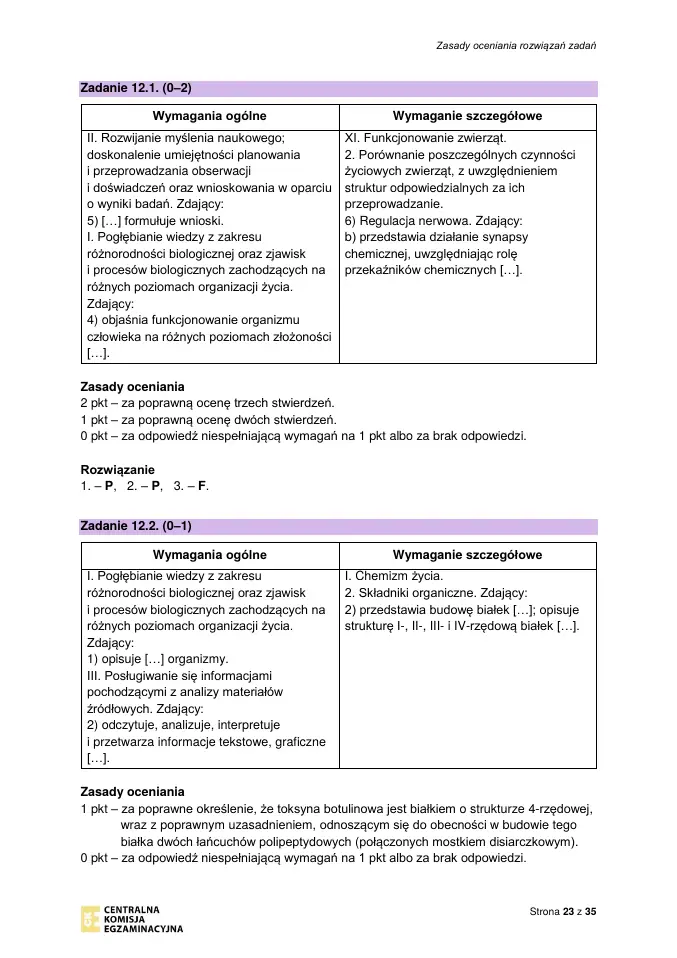 Zasady oceniania rozwiązań zadań
Zadanie 12.1. (0–2)
Wymagania ogólne
Wymaganie szczegółowe
II. Rozwijanie myślenia naukowego;
doskonalenie umiejętności planowania
i przeprowadzania obserwacji
i doświadczeń oraz wnioskowania w oparciu
o wyniki badań. Zdający:
5) […] formułuje wnioski.
I. Pogłębianie wiedzy z zakresu
różnorodności biologicznej oraz zjawisk
i procesów biologicznych zachodzących na
różnych poziomach organizacji życia.
Zdający:
4) objaśnia funkcjonowanie organizmu
człowieka na różnych poziomach złożoności
[…].
XI. Funkcjonowanie zwierząt.
2. Porównanie poszczególnych czynności
życiowych zwierząt, z uwzględnieniem
struktur odpowiedzialnych za ich
przeprowadzanie.
6) Regulacja nerwowa. Zdający:
b) przedstawia działanie synapsy
chemicznej, uwzględniając rolę
przekaźników chemicznych […].
Zasady oceniania
2 pkt – za poprawną ocenę trzech stwierdzeń.
1 pkt – za poprawną ocenę dwóch stwierdzeń.
0 pkt – za odpowiedź niespełniającą wymagań na 1 pkt albo za brak odpowiedzi.
Rozwiązanie
1. – P, 2. – P, 3. – F.
Zadanie 12.2. (0–1)
Wymagania ogólne
Wymaganie szczegółowe
I. Pogłębianie wiedzy z zakresu
różnorodności biologicznej oraz zjawisk
i procesów biologicznych zachodzących na
różnych poziomach organizacji życia.
Zdający:
1) opisuje […] organizmy.
III. Posługiwanie się informacjami
pochodzącymi z analizy materiałów
źródłowych. Zdający:
2) odczytuje, analizuje, interpretuje
i przetwarza informacje tekstowe, graficzne
[…].
I. Chemizm życia.
2. Składniki organiczne. Zdający:
2) przedstawia budowę białek […]; opisuje
strukturę I-, II-, III- i IV-rzędową białek […].
Zasady oceniania
1 pkt – za poprawne określenie, że toksyna botulinowa jest białkiem o strukturze 4-rzędowej,
wraz z poprawnym uzasadnieniem, odnoszącym się do obecności w budowie tego
białka dwóch łańcuchów polipeptydowych (połączonych mostkiem disiarczkowym).
0 pkt – za odpowiedź niespełniającą wymagań na 1 pkt albo za brak odpowiedzi.
CKE
CENTRALNA
KOMISJA
EGZAMINACYJNA
Strona 23 z 35